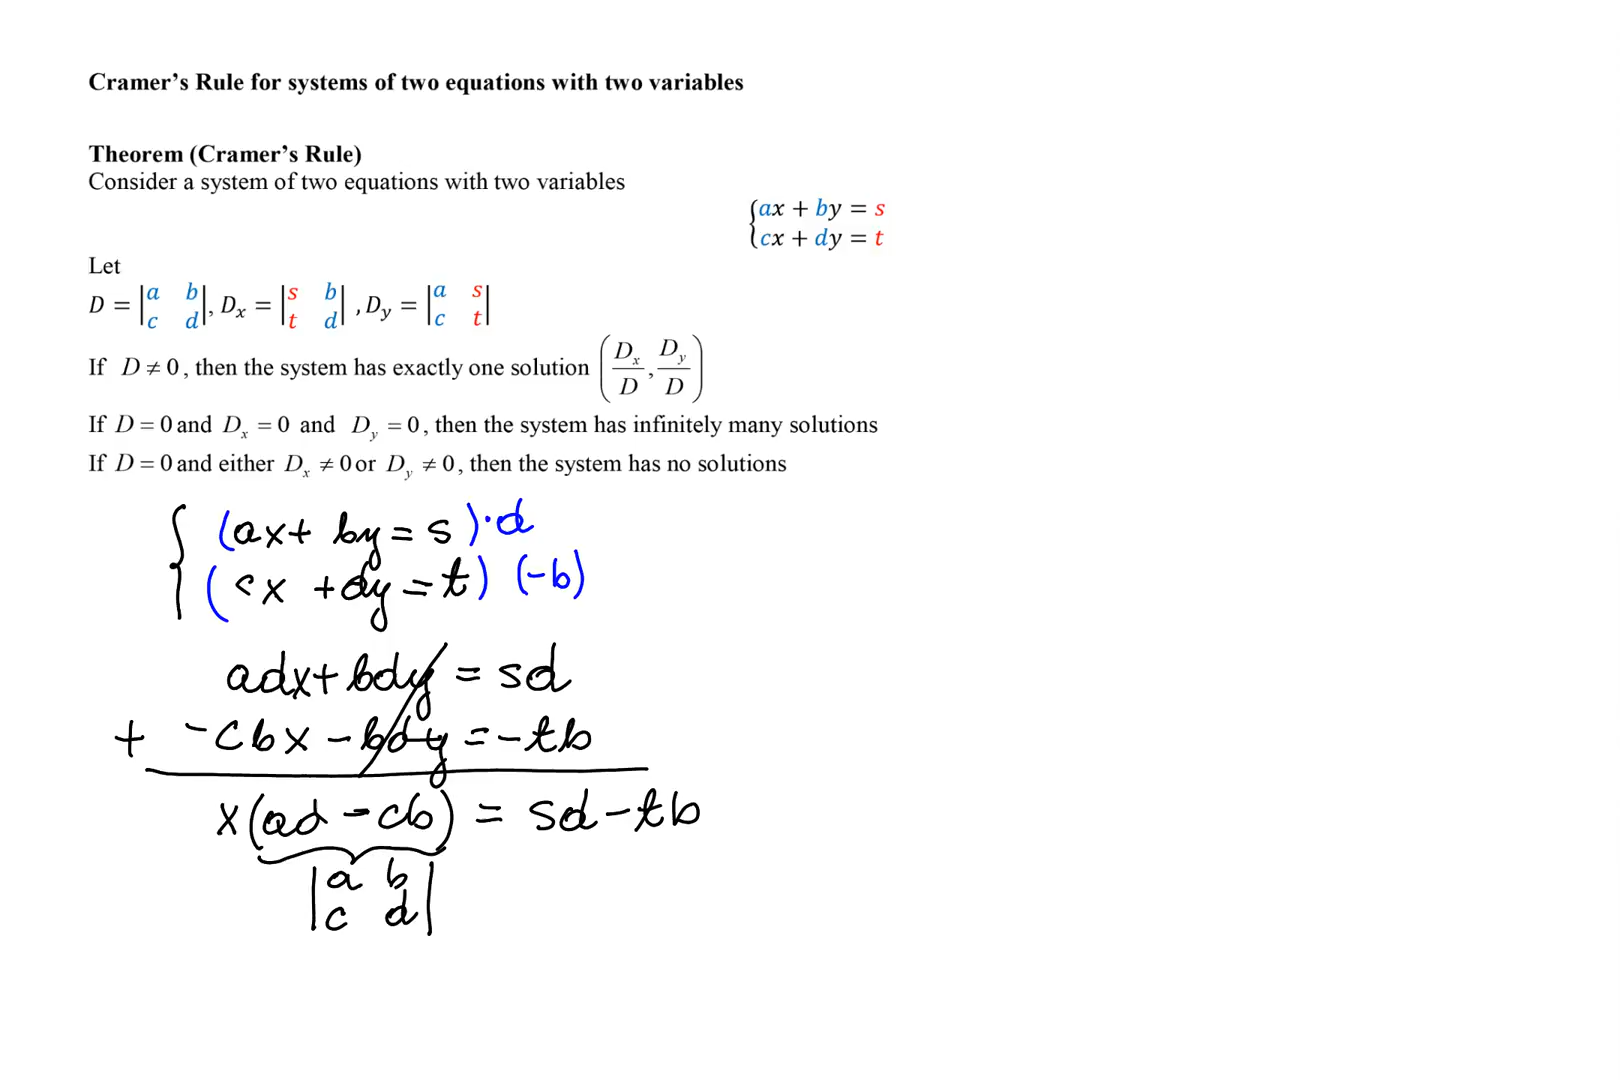 Cramer’s Rule for systems of two equations with two variables
Theorem (Cramer’s Rule)
Consider a system of two equations with two variables
{ax + by = s
cx + dy = t
Let
D = |a b; c d|, Dₓ = |s b; t d| , D_y = |a s; c t|
If D ≠ 0 , then the system has exactly one solution (Dₓ/D , D_y/D)
If D = 0 and Dₓ = 0 and D_y = 0 , then the system has infinitely many solutions
If D = 0 and either Dₓ ≠ 0 or D_y ≠ 0 , then the system has no solutions
{ (ax + by = s )·d
(cx + dy = t) (-b)
adx + bdy = sd
+ -cbx - bdy = -tb
x(ad - cb) = sd - tb
|a b
c d|